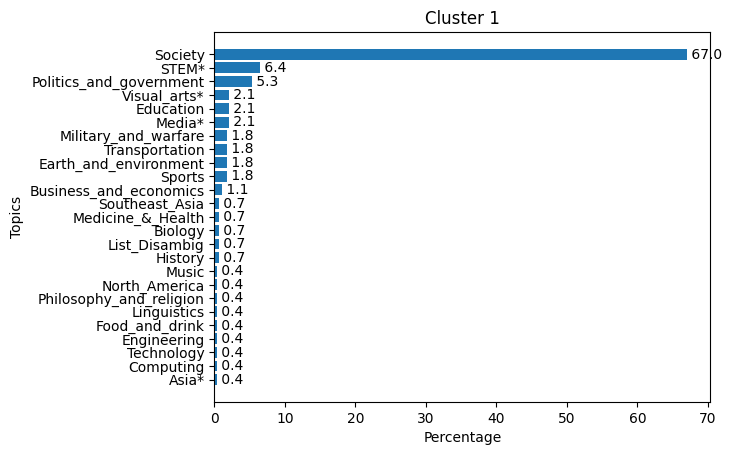 Cluster 1
Society 67.0
STEM* 6.4
Politics_and_government 5.3
Visual_arts* 2.1
Education 2.1
Media* 2.1
Military_and_warfare 1.8
Transportation 1.8
Earth_and_environment 1.8
Sports 1.8
Business_and_economics 1.1
Southeast_Asia 0.7
Medicine_&_Health 0.7
Biology 0.7
List_Disambig 0.7
History 0.7
Music 0.4
North_America 0.4
Philosophy_and_religion 0.4
Linguistics 0.4
Food_and_drink 0.4
Engineering 0.4
Technology 0.4
Computing 0.4
Asia* 0.4
Topics
0 10 20 30 40 50 60 70
Percentage